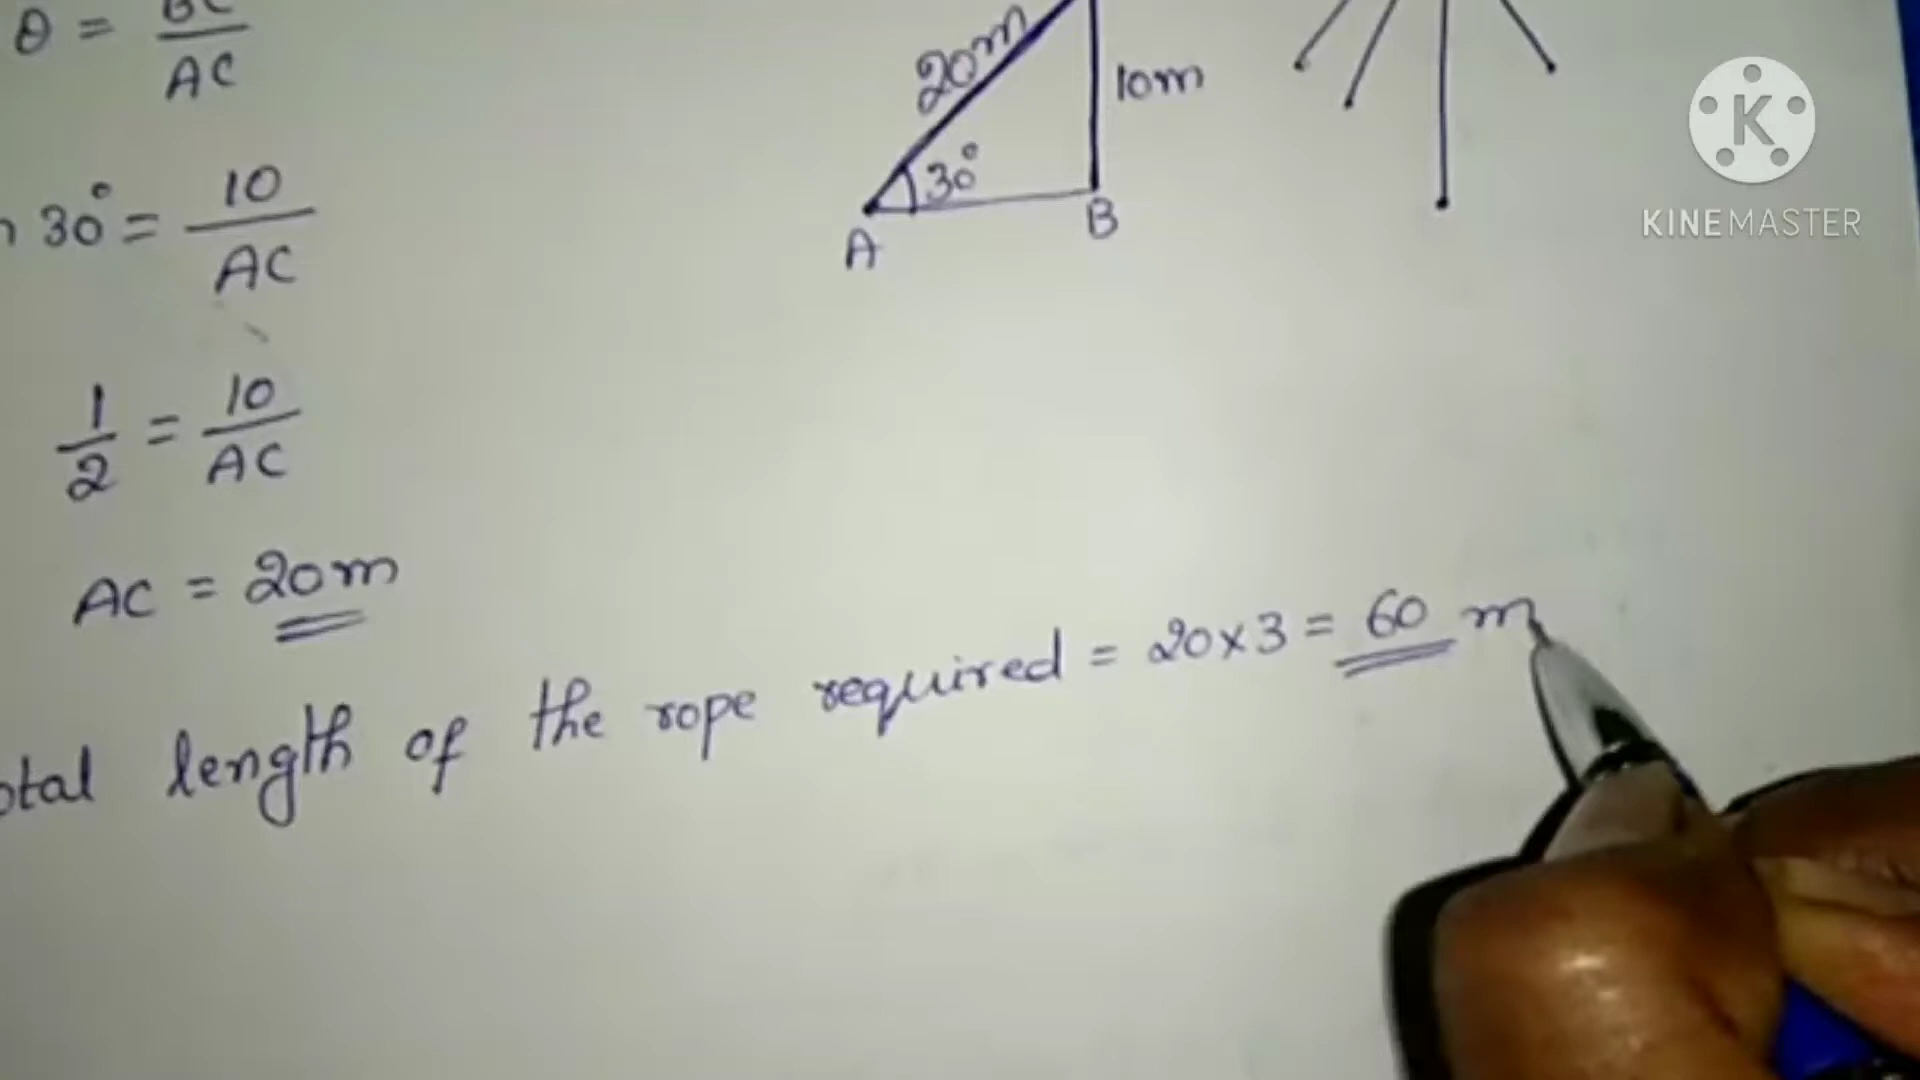 θ = BC/AC
20m
10m
30° = 10/AC
30°
A
B
1/2 = 10/AC
AC = 20m
length of the rope required = 20×3 = 60 m
K
KINEMASTER